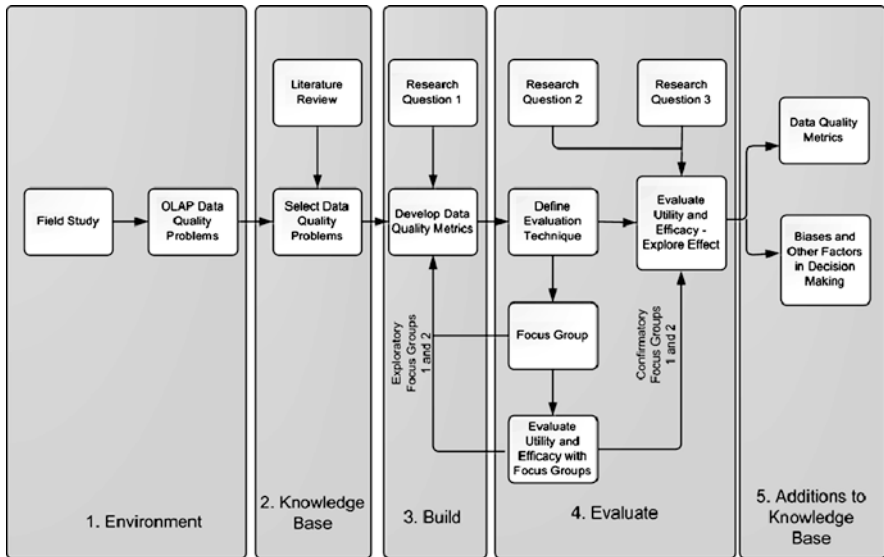 Literature
Review
Research
Question 1
Research
Question 2
Research
Question 3
Data Quality
Metrics
Field Study
OLAP Data
Quality
Problems
Select Data
Quality
Problems
Develop Data
Quality Metrics
Define
Evaluation
Technique
Evaluate
Utility and
Efficacy -
Explore Effect
Biases and
Other Factors
in Decision
Making
Exploratory
Focus Groups
1 and 2
Focus Group
Confirmatory
Focus Groups
1 and 2
Evaluate
Utility and
Efficacy with
Focus Groups
1. Environment
2. Knowledge
Base
3. Build
4. Evaluate
5. Additions to
Knowledge
Base